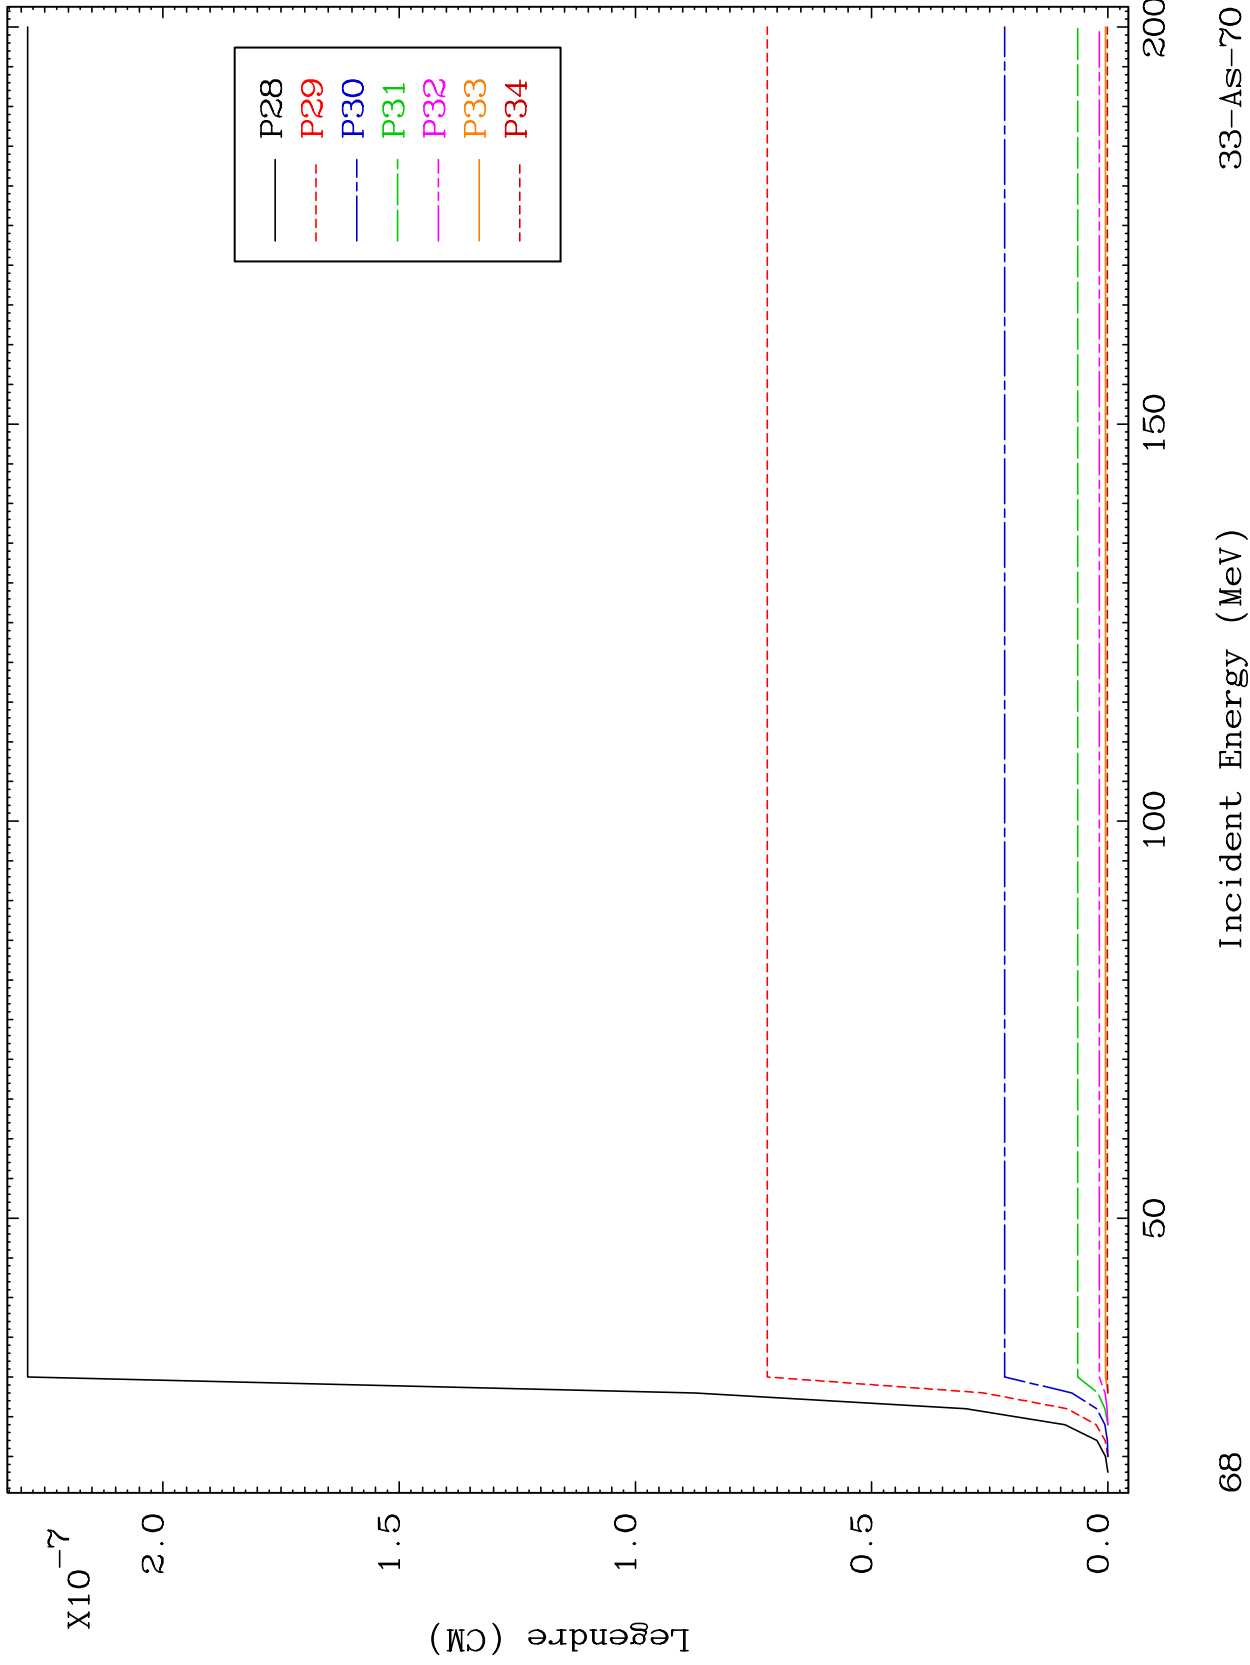 X10-7
2.0
1.5
1.0
0.5
0.0
Legendre (CM)
P28
P29
P30
P31
P32
P33
P34
50
100
150
200
68
Incident Energy (MeV)
33-As-70